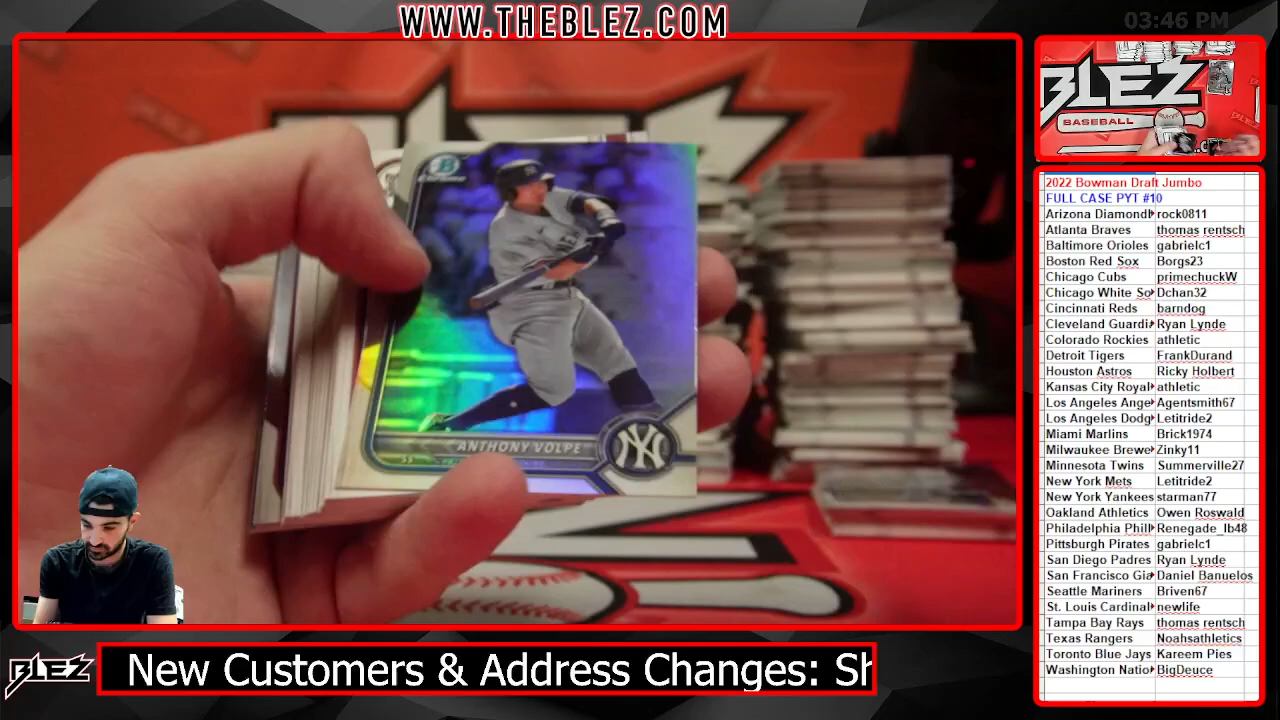 WWW.THEBLEZ.COM
03:46 PM
BLEZ
BASEBALL
Chrome
ANTHONY VOLPE
SS
NY
2022 Bowman Draft Jumbo
FULL CASE PYT #10
Arizona Diamondb rock0811
Atlanta Braves thomas rentsch
Baltimore Orioles gabrielc1
Boston Red Sox Borgs23
Chicago Cubs primechuckW
Chicago White So Dchan32
Cincinnati Reds barndog
Cleveland Guardi Ryan Lynde
Colorado Rockies athletic
Detroit Tigers FrankDurand
Houston Astros Ricky Holbert
Kansas City Royal athletic
Los Angeles Ange Agentsmith67
Los Angeles Dodg Letitride2
Miami Marlins Brick1974
Milwaukee Brewe Zinky11
Minnesota Twins Summerville27
New York Mets Letitride2
New York Yankees starman77
Oakland Athletics Owen Roswald
Philadelphia Phill Renegade_lb48
Pittsburgh Pirates gabrielc1
San Diego Padres Ryan Lynde
San Francisco Gia Daniel Banuelos
Seattle Mariners Briven67
St. Louis Cardinal newlife
Tampa Bay Rays thomas rentsch
Texas Rangers Noahsathletics
Toronto Blue Jays Kareem Pies
Washington Natio BigDeuce
BLEZ
New Customers & Address Changes: Sh